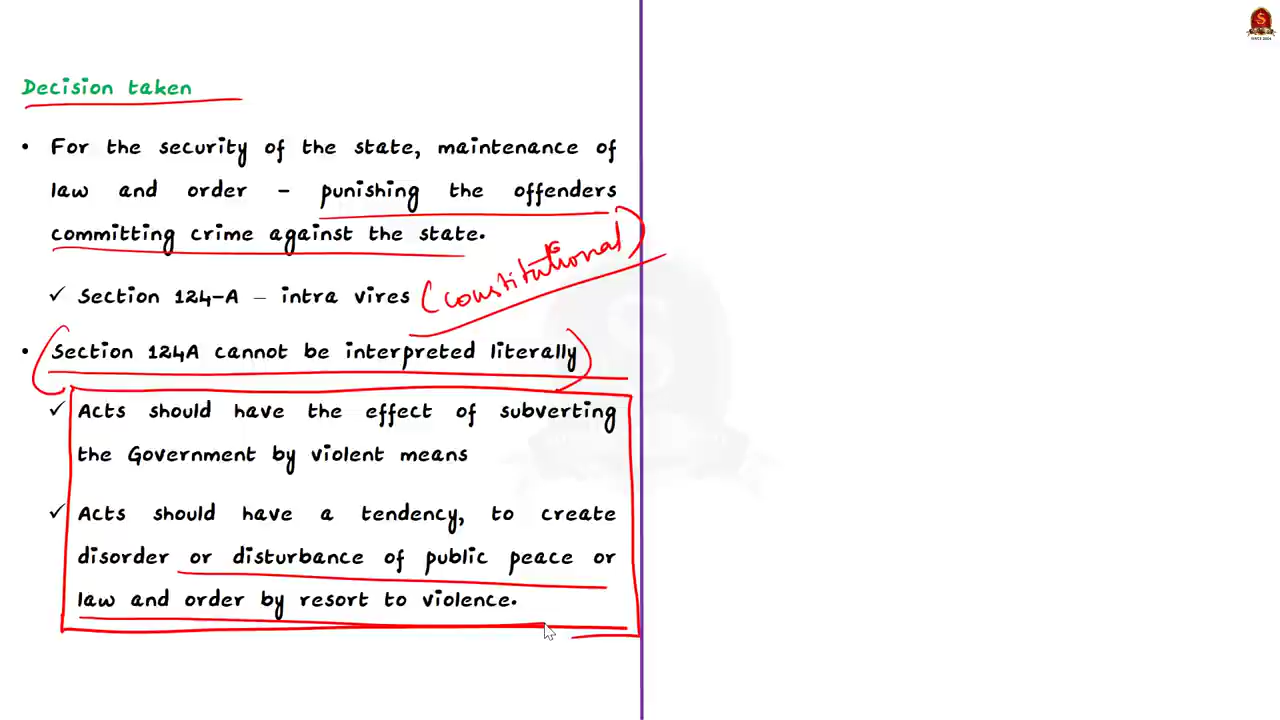 Decision taken
• For the security of the state, maintenance of
law and order - punishing the offenders
committing crime against the state.
✓ Section 124-A – intra vires (constitutional)
• Section 124A cannot be interpreted literally
✓ Acts should have the effect of subverting
the Government by violent means
✓ Acts should have a tendency, to create
disorder or disturbance of public peace or
law and order by resort to violence.